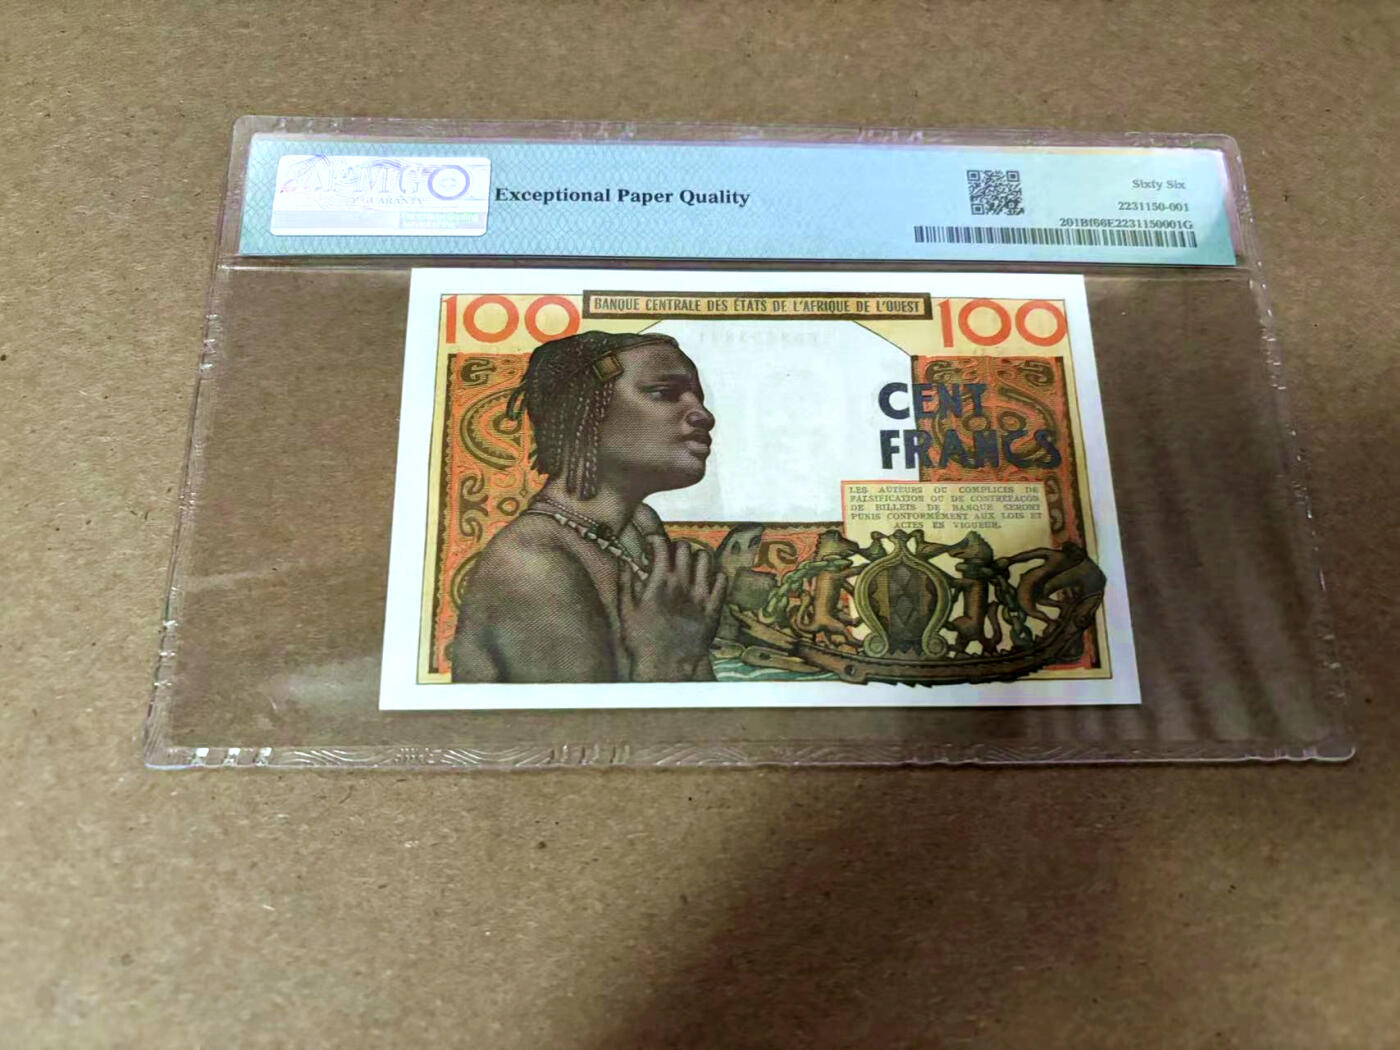 PMG
GUARANTY
Exceptional Paper Quality
Sixty Six
2231150-001
201Bf66E2231150001G
100
BANQUE CENTRALE DES ÉTATS DE L'AFRIQUE DE L'OUEST
100
CENT
FRANCS
LES AUTEURS OU COMPLICES DE
FALSIFICATION OU DE CONTREFAÇON
DE BILLETS DE BANQUE SERONT
PUNIS CONFORMÉMENT AUX LOIS ET
ACTES EN VIGUEUR.